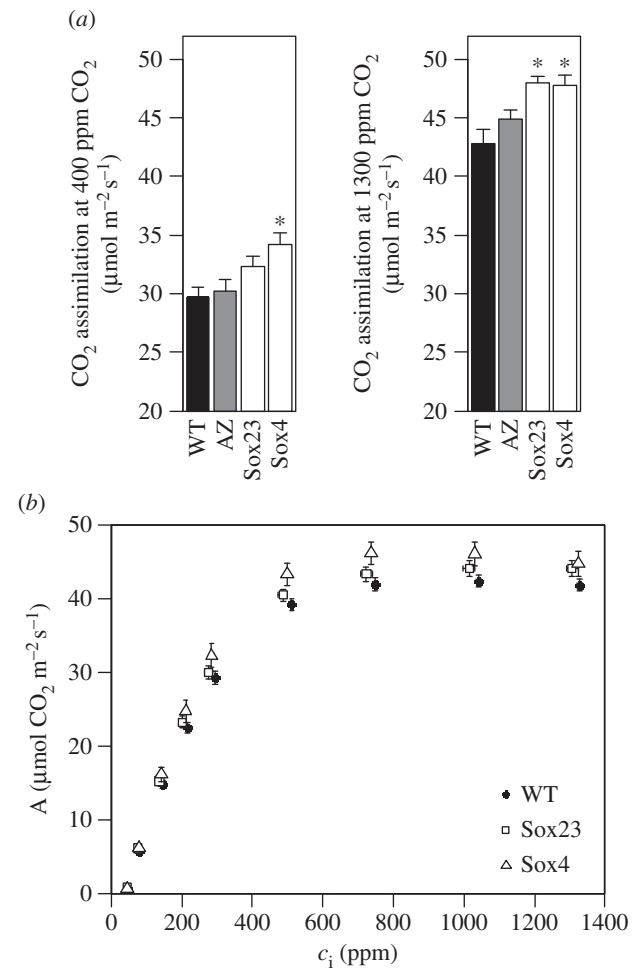 (a)
CO₂ assimilation at 400 ppm CO₂
(μmol m⁻² s⁻¹)
50
45
40
35
30
25
20
*
WT
AZ
Sox23
Sox4
CO₂ assimilation at 1300 ppm CO₂
(μmol m⁻² s⁻¹)
50
45
40
35
30
25
20
* *
WT
AZ
Sox23
Sox4
(b)
A (μmol CO₂ m⁻² s⁻¹)
50
40
30
20
10
0
WT
Sox23
Sox4
0 200 400 600 800 1000 1200 1400
cᵢ (ppm)